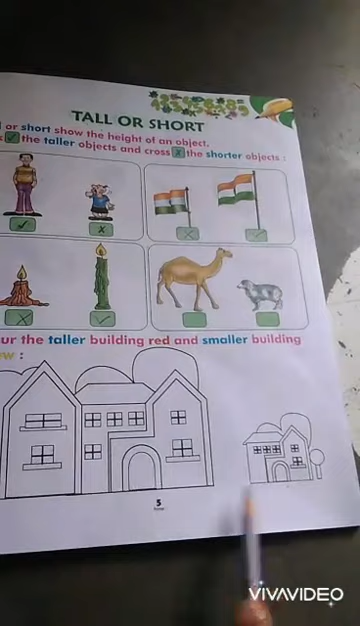 TALL OR SHORT
or short show the height of an object.
the taller objects and cross the shorter objects :
the taller building red and smaller building
:
5
VIVAVIDEO